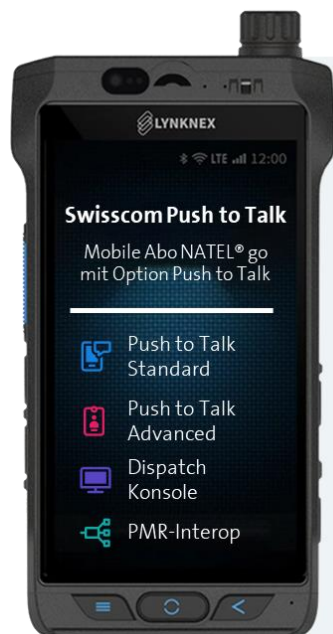 LYNKNEX
LTE 12:00
Swisscom Push to Talk
Mobile Abo NATEL® go
mit Option Push to Talk
Push to Talk
Standard
Push to Talk
Advanced
Dispatch
Konsole
PMR-Interop